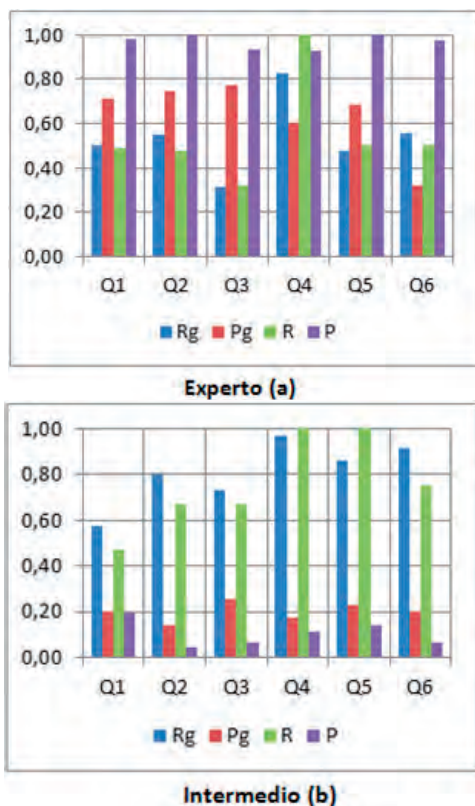 1,00
0,80
0,60
0,40
0,20
0,00
Q1 Q2 Q3 Q4 Q5 Q6
Rg Pg R P
Experto (a)
1,00
0,80
0,60
0,40
0,20
0,00
Q1 Q2 Q3 Q4 Q5 Q6
Rg Pg R P
Intermedio (b)